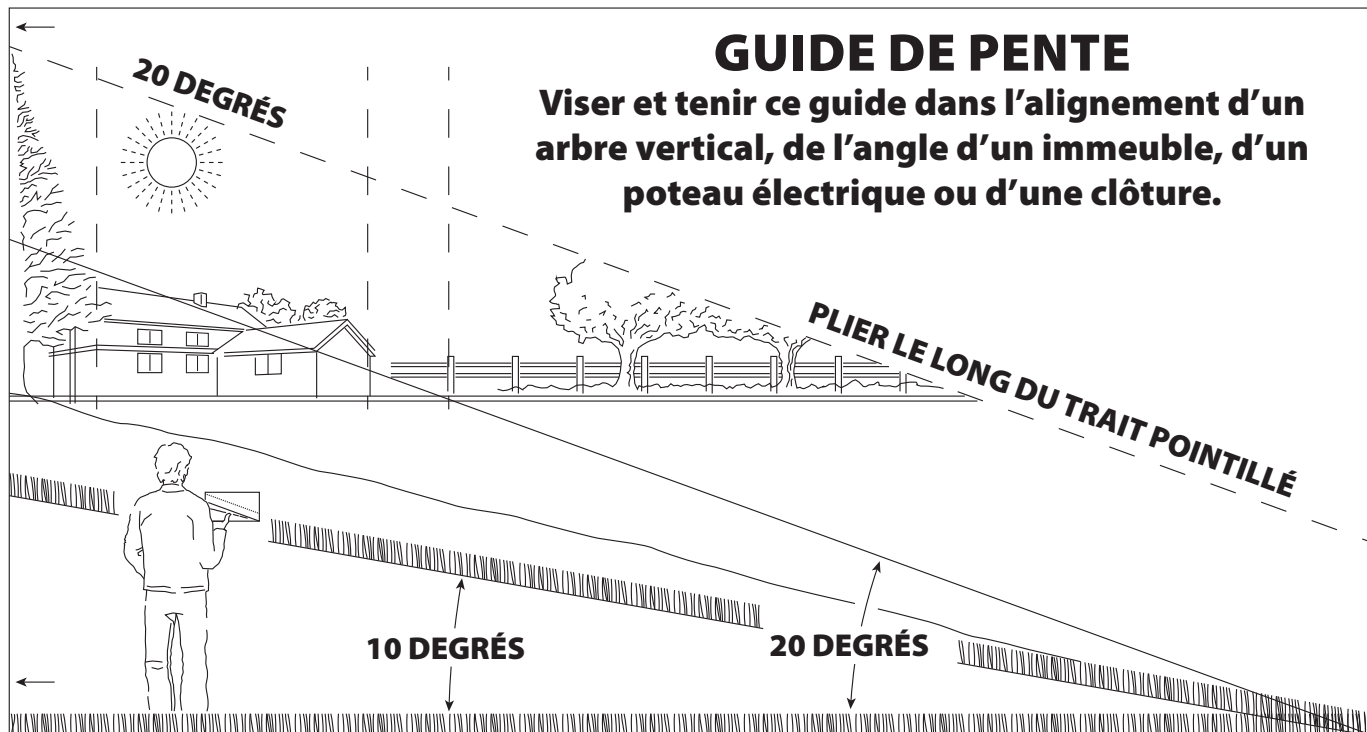 GUIDE DE PENTE
Viser et tenir ce guide dans l’alignement d’un
arbre vertical, de l’angle d’un immeuble, d’un
poteau électrique ou d’une clôture.
20 DEGRÉS
PLIER LE LONG DU TRAIT POINTILLÉ
10 DEGRÉS
20 DEGRÉS